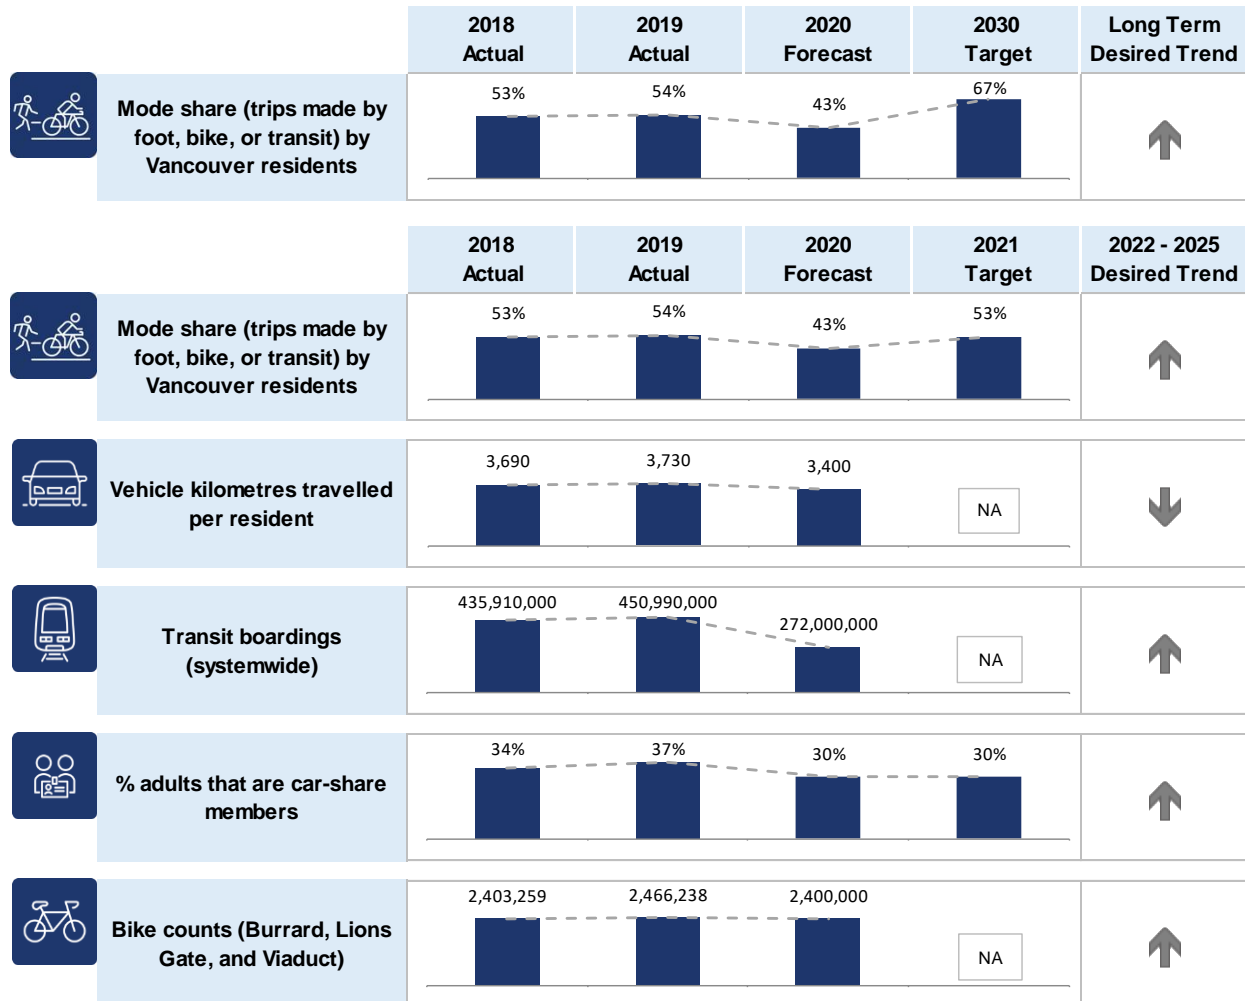 2018 Actual
2019 Actual
2020 Forecast
2030 Target
Long Term Desired Trend
Mode share (trips made by
foot, bike, or transit) by
Vancouver residents
53%
54%
43%
67%
2018 Actual
2019 Actual
2020 Forecast
2021 Target
2022 - 2025 Desired Trend
Mode share (trips made by
foot, bike, or transit) by
Vancouver residents
53%
54%
43%
53%
Vehicle kilometres travelled
per resident
3,690
3,730
3,400
NA
Transit boardings
(systemwide)
435,910,000
450,990,000
272,000,000
NA
% adults that are car-share
members
34%
37%
30%
30%
Bike counts (Burrard, Lions
Gate, and Viaduct)
2,403,259
2,466,238
2,400,000
NA